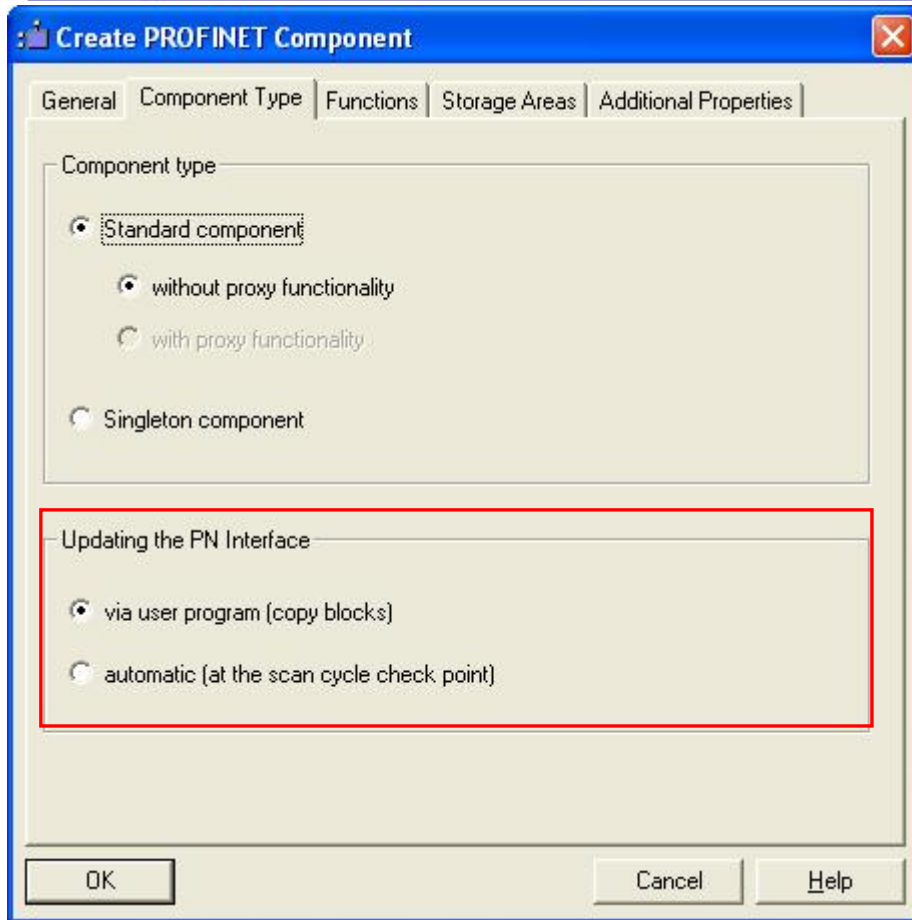 Create PROFINET Component
General Component Type Functions Storage Areas Additional Properties
Component type
Standard component
without proxy functionality
with proxy functionality
Singleton component
Updating the PN Interface
via user program (copy blocks)
automatic (at the scan cycle check point)
OK Cancel Help